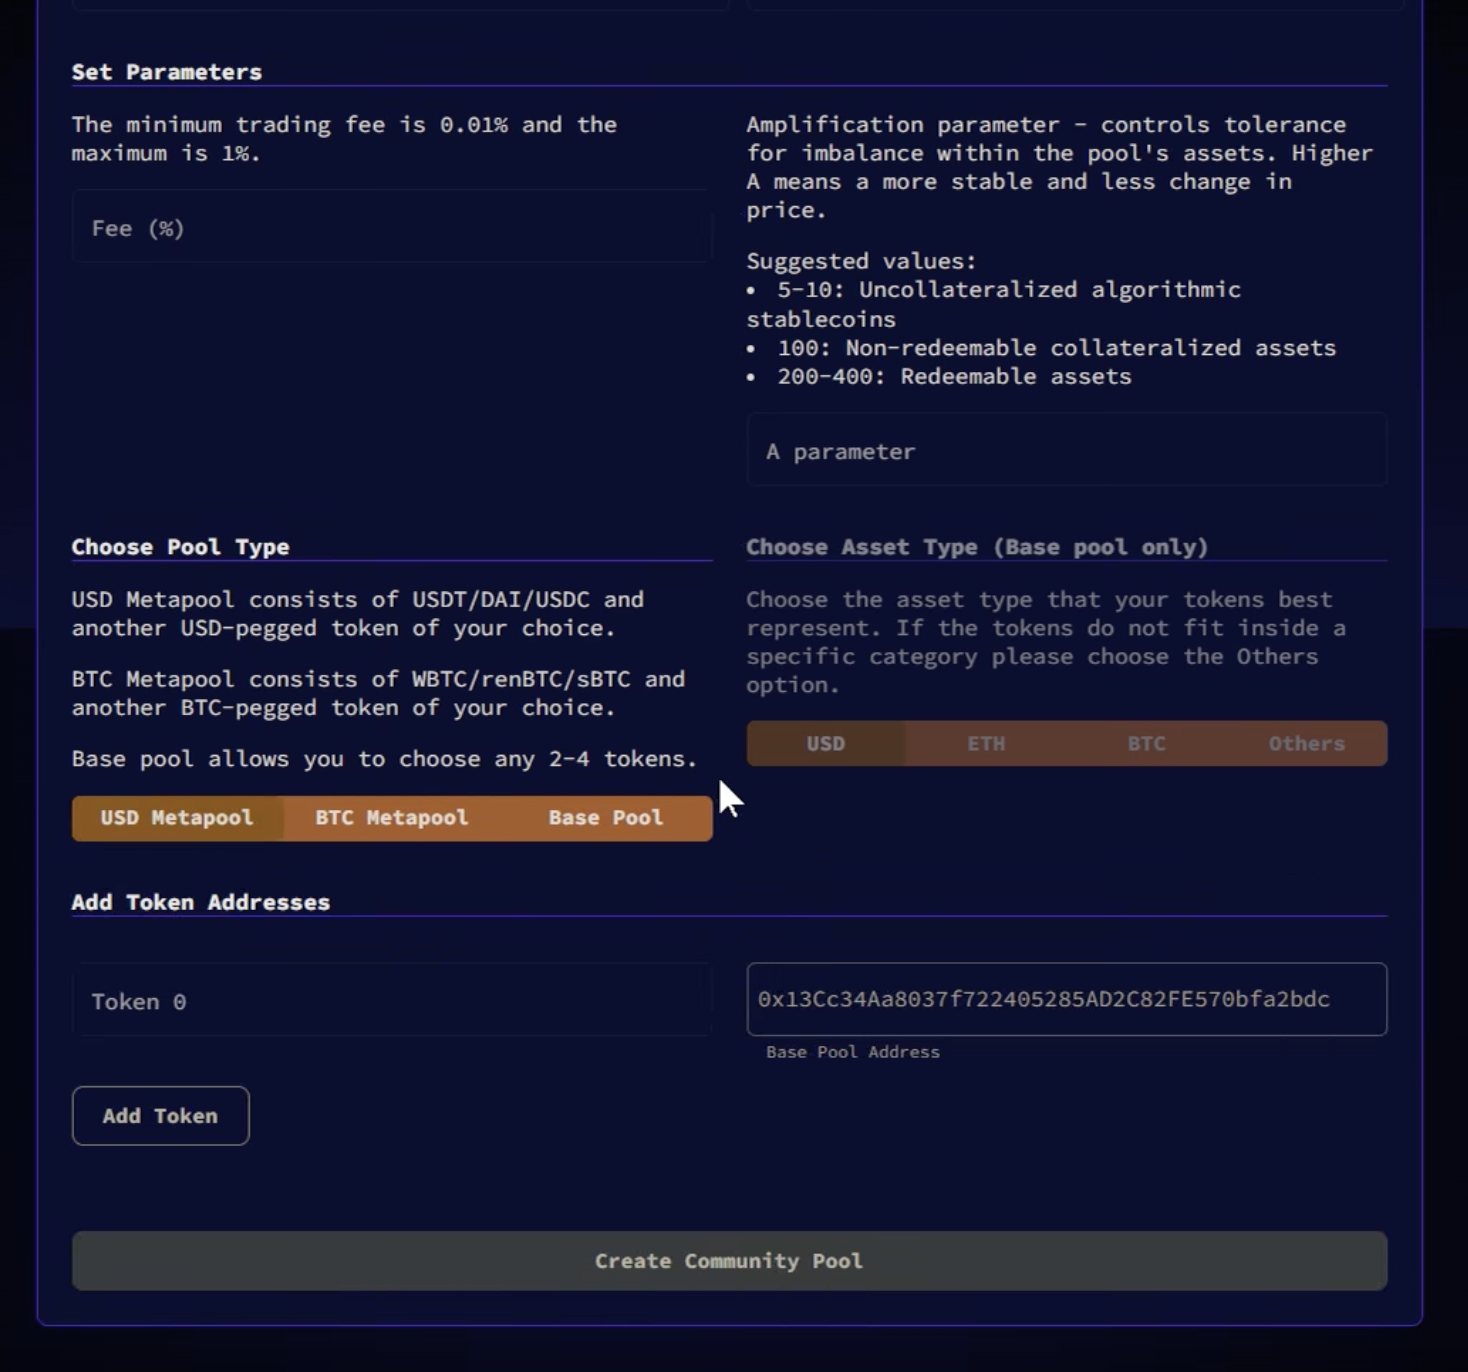 Set Parameters
The minimum trading fee is 0.01% and the
maximum is 1%.
Fee (%)
Amplification parameter - controls tolerance
for imbalance within the pool's assets. Higher
A means a more stable and less change in
price.
Suggested values:
• 5-10: Uncollateralized algorithmic
stablecoins
• 100: Non-redeemable collateralized assets
• 200-400: Redeemable assets
A parameter
Choose Pool Type
USD Metapool consists of USDT/DAI/USDC and
another USD-pegged token of your choice.
BTC Metapool consists of WBTC/renBTC/sBTC and
another BTC-pegged token of your choice.
Base pool allows you to choose any 2-4 tokens.
USD Metapool BTC Metapool Base Pool
Choose Asset Type (Base pool only)
Choose the asset type that your tokens best
represent. If the tokens do not fit inside a
specific category please choose the Others
option.
USD ETH BTC Others
Add Token Addresses
Token 0
0x13Cc34Aa8037f722405285AD2C82FE570bfa2bdc
Base Pool Address
Add Token
Create Community Pool